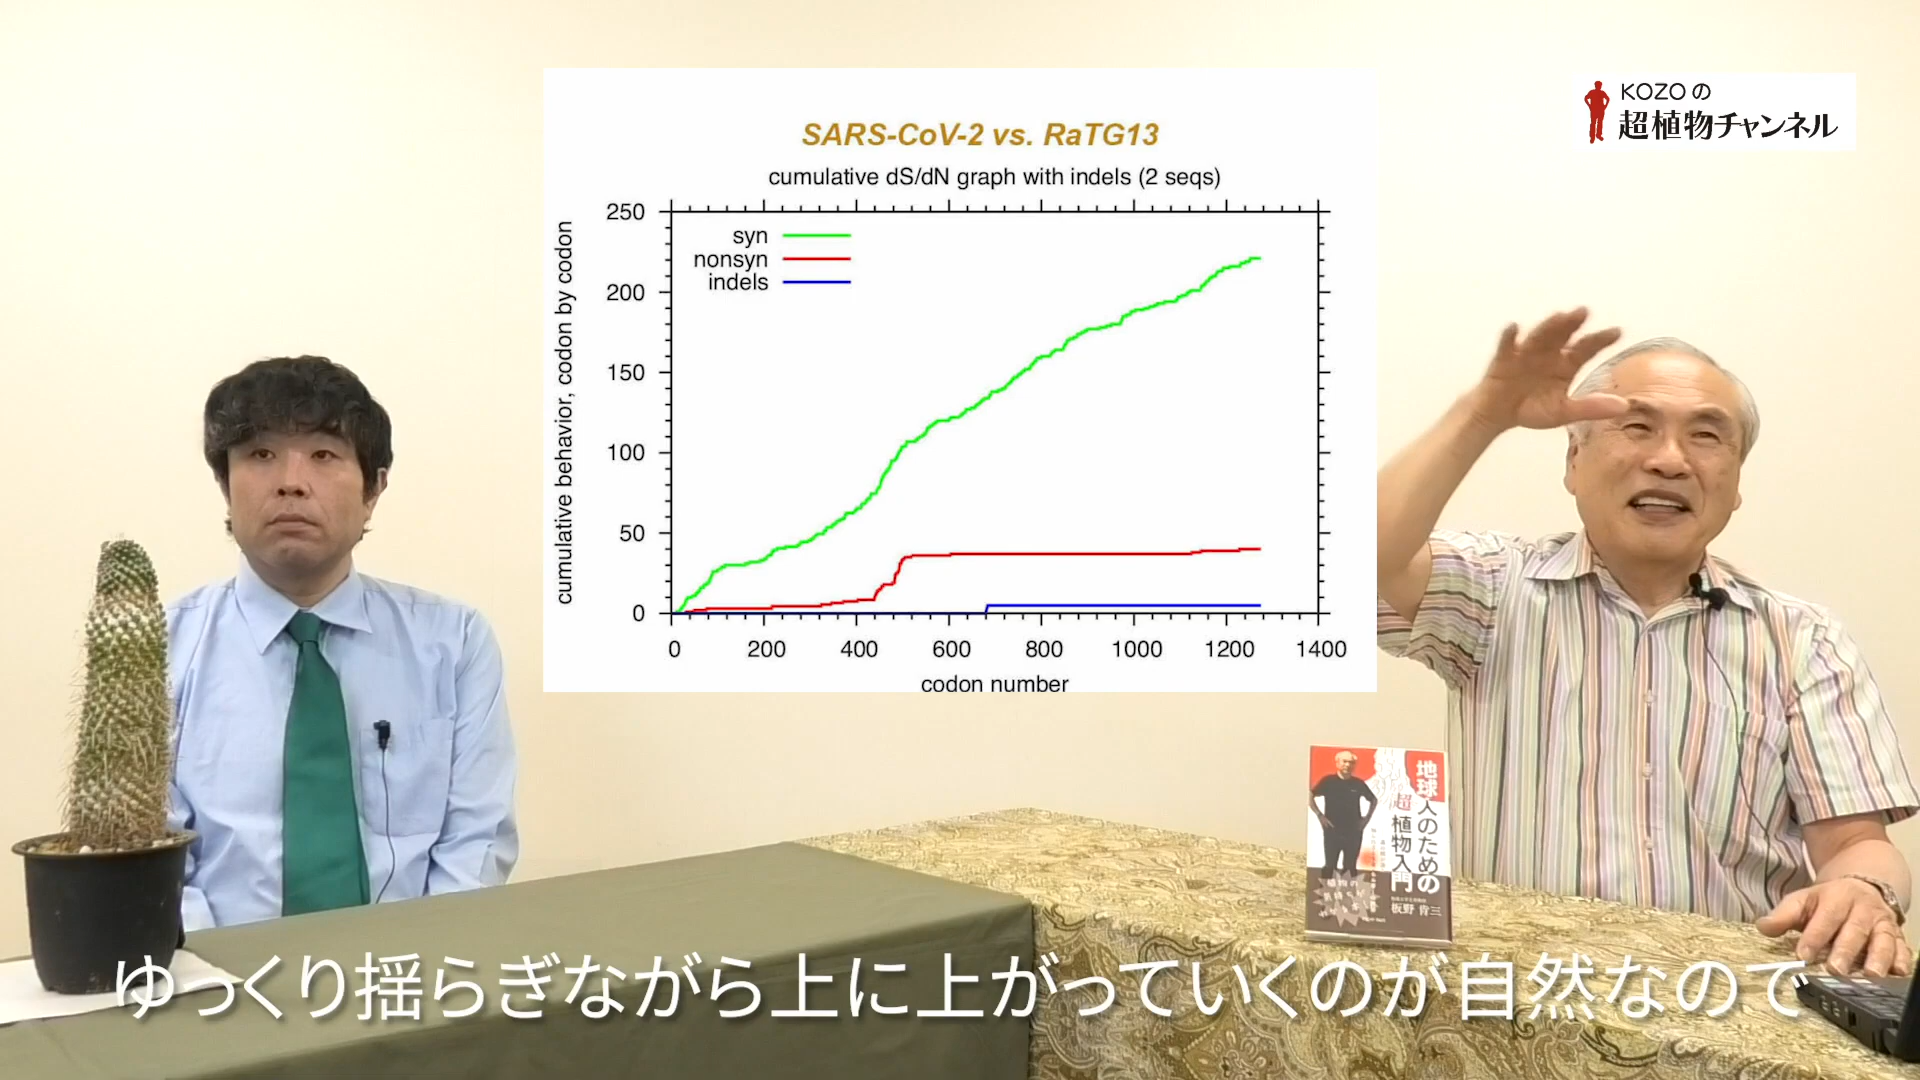 KOZOの
超植物チャンネル
SARS-CoV-2 vs. RaTG13
cumulative dS/dN graph with indels (2 seqs)
cumulative behavior, codon by codon
250
200
150
100
50
0
syn
nonsyn
indels
0 200 400 600 800 1000 1200 1400
codon number
地球人のための
超植物入門
板野肯三
ゆっくり揺らぎながら上に上がっていくのが自然なので